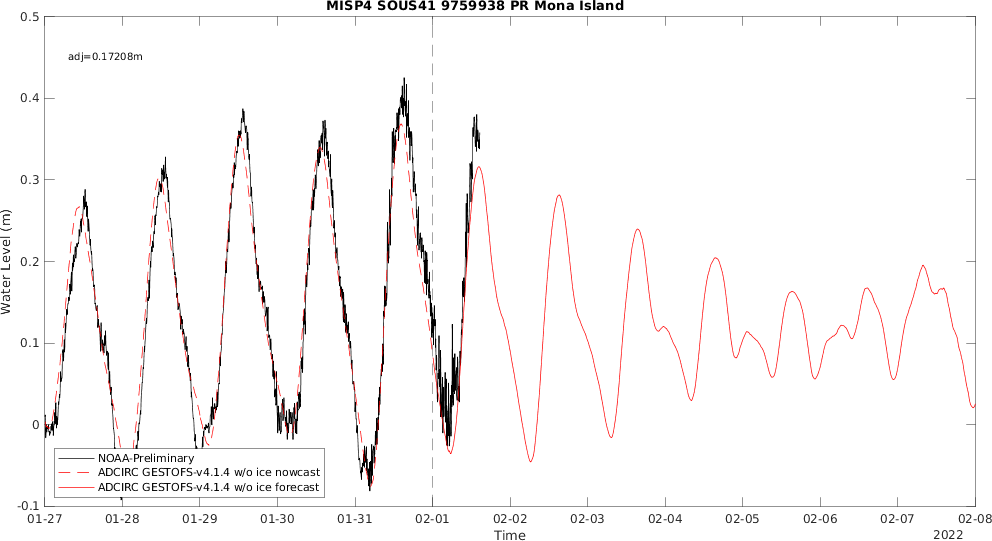 MISP4 SOUS41 9759938 PR Mona Island
adj=0.17208m
Water Level (m)
0.5
0.4
0.3
0.2
0.1
0
-0.1
NOAA-Preliminary
ADCIRC GESTOFS-v4.1.4 w/o ice nowcast
ADCIRC GESTOFS-v4.1.4 w/o ice forecast
01-27 01-28 01-29 01-30 01-31 02-01 02-02 02-03 02-04 02-05 02-06 02-07 02-08
Time
2022